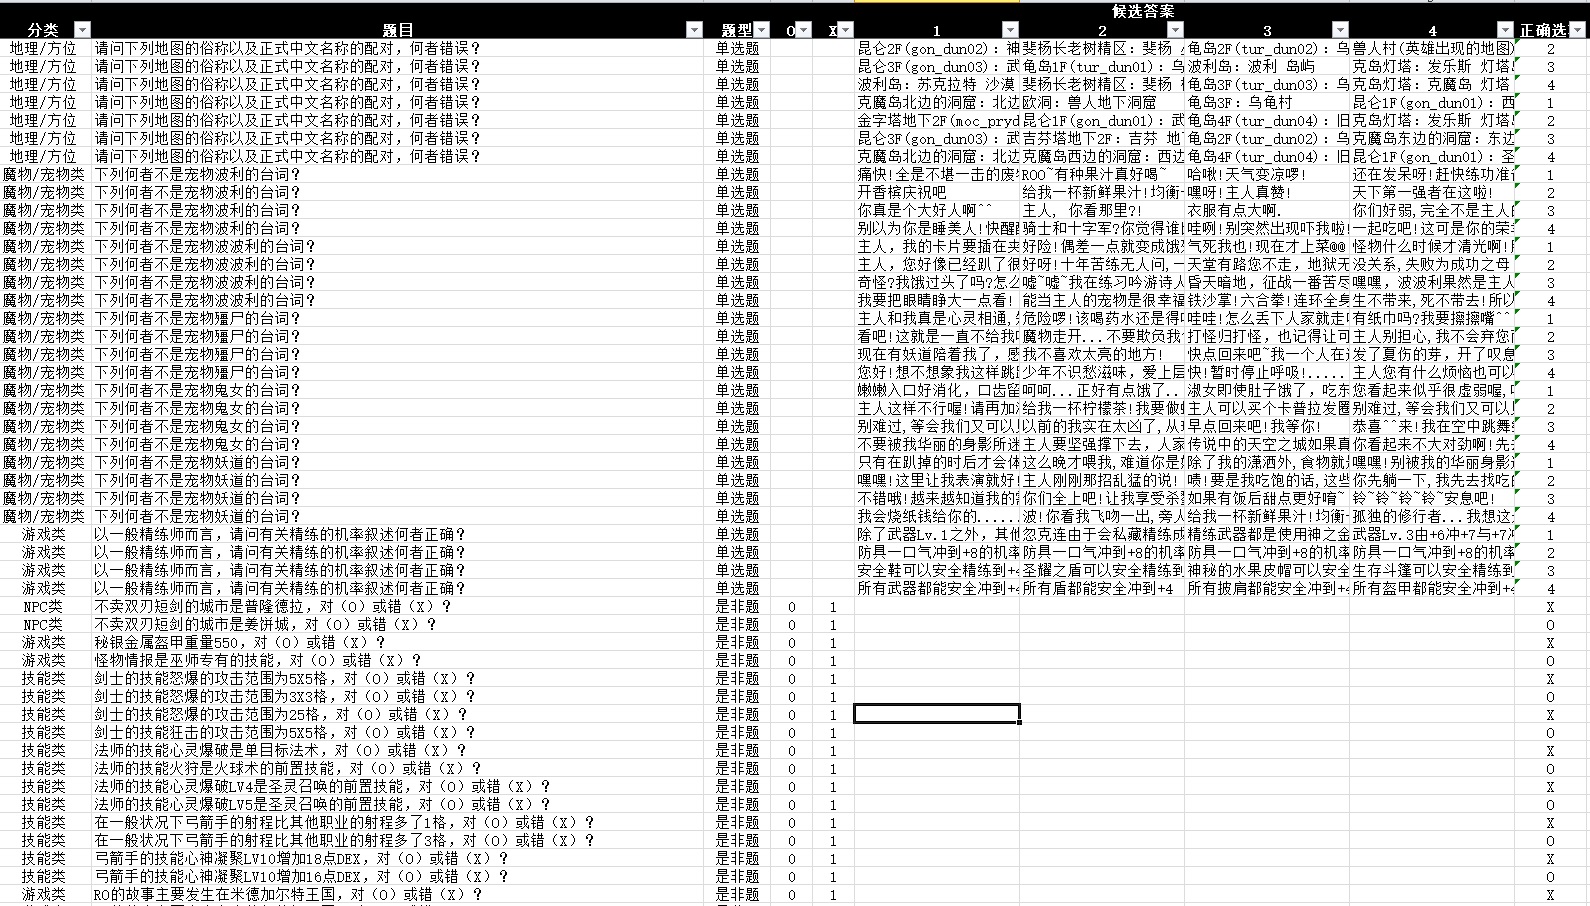 候选答案
分类 题目 题型 O X 1 2 3 4 正确选
地理/方位 请问下列地图的俗称以及正式中文名称的配对，何者错误？ 单选题 昆仑2F(gon_dun02)：神 斐杨长老树精区：斐杨 龟岛2F(tur_dun02)：乌 兽人村(英雄出现的地图) 2
地理/方位 请问下列地图的俗称以及正式中文名称的配对，何者错误？ 单选题 昆仑3F(gon_dun03)：武 龟岛1F(tur_dun01)：乌 波利岛：波利 岛屿 克岛灯塔：发乐斯 灯塔 3
地理/方位 请问下列地图的俗称以及正式中文名称的配对，何者错误？ 单选题 波利岛：苏克拉特 沙漠 斐杨长老树精区：斐杨 龟岛3F(tur_dun03)：乌 克岛灯塔：克魔岛 灯塔 4
地理/方位 请问下列地图的俗称以及正式中文名称的配对，何者错误？ 单选题 克魔岛北边的洞窟：北边 欧洞：兽人地下洞窟 龟岛3F：乌龟村 昆仑1F(gon_dun01)：西 1
地理/方位 请问下列地图的俗称以及正式中文名称的配对，何者错误？ 单选题 金字塔地下2F(moc_pryd 昆仑1F(gon_dun01)：武 龟岛4F(tur_dun04)：旧 克岛灯塔：发乐斯 灯塔 2
地理/方位 请问下列地图的俗称以及正式中文名称的配对，何者错误？ 单选题 昆仑3F(gon_dun03)：武 吉芬塔地下2F：吉芬 地 龟岛2F(tur_dun02)：乌 克魔岛东边的洞窟：东边 3
地理/方位 请问下列地图的俗称以及正式中文名称的配对，何者错误？ 单选题 克魔岛北边的洞窟：北边 克魔岛西边的洞窟：西边 龟岛4F(tur_dun04)：旧 昆仑1F(gon_dun01)：圣 4
魔物/宠物类 下列何者不是宠物波利的台词？ 单选题 痛快!全是不堪一击的废 ROO~有种果汁真好喝~ 哈啾!天气变凉啰! 还在发呆呀!赶快练功准 1
魔物/宠物类 下列何者不是宠物波利的台词？ 单选题 开香槟庆祝吧 给我一杯新鲜果汁!均衡 嘿呀!主人真赞! 天下第一强者在这啦! 2
魔物/宠物类 下列何者不是宠物波利的台词？ 单选题 你真是个大好人啊^^ 主人, 你看那里?! 衣服有点大啊. 你们好弱,完全不是主人的 3
魔物/宠物类 下列何者不是宠物波利的台词？ 单选题 别以为你是睡美人!快醒 骑士和十字军?你觉得谁 哇啊!别突然出现吓我啦! 一起吃吧!这可是你的荣 4
魔物/宠物类 下列何者不是宠物波波利的台词？ 单选题 主人，我的卡片要插在夹 好险!偶差一点就变成饿 气死我也!现在才上菜@@ 怪物什么时候才清光啊! 1
魔物/宠物类 下列何者不是宠物波波利的台词？ 单选题 主人，您好像已经趴了很 好呀!十年苦练无人问,一 天堂有路您不走，地狱无 没关系,失败为成功之母 2
魔物/宠物类 下列何者不是宠物波波利的台词？ 单选题 奇怪?我饿过头了吗?怎么 嘘~嘘~我在练习吟游诗人 昏天暗地，征战一番苦尽 嘿嘿，波波利果然是主人 3
魔物/宠物类 下列何者不是宠物波波利的台词？ 单选题 我要把眼睛睁大一点看! 能当主人的宠物是很幸福 铁沙掌!六合拳!连环全身 生不带来,死不带去!所以 4
魔物/宠物类 下列何者不是宠物殭尸的台词？ 单选题 主人和我真是心灵相通, 危险啰!该喝药水还是得 哇哇!怎么丢下人家就走 有纸巾吗?我要擦擦嘴^^ 1
魔物/宠物类 下列何者不是宠物殭尸的台词？ 单选题 看吧!这就是一直不给我 魔物走开...不要欺负我 打怪归打怪，也记得让可 主人别担心,我不会弃您 2
魔物/宠物类 下列何者不是宠物殭尸的台词？ 单选题 现在有妖道陪着我了，感 我不喜欢太亮的地方! 快点回来吧~我一个人在 发了夏伤的芽，开了叹息 3
魔物/宠物类 下列何者不是宠物殭尸的台词？ 单选题 您好!想不想象我这样跳 少年不识愁滋味，爱上层 快!暂时停止呼吸!..... 主人您有什么烦恼也可以 4
魔物/宠物类 下列何者不是宠物鬼女的台词？ 单选题 嫩嫩入口好消化，口齿留 呵呵...正好有点饿了.. 淑女即使肚子饿了，吃东 您看起来似乎很虚弱喔, 1
魔物/宠物类 下列何者不是宠物鬼女的台词？ 单选题 主人这样不行喔!请再加 给我一杯柠檬茶!我要做 主人可以买个卡普拉发圈 别难过,等会我们又可以 2
魔物/宠物类 下列何者不是宠物鬼女的台词？ 单选题 别难过,等会我们又可以 以前的我实在太凶了,从 早点回来吧!我等你! 恭喜^^来!我在空中跳舞 3
魔物/宠物类 下列何者不是宠物鬼女的台词？ 单选题 不要被我华丽的身影所迷 主人要坚强撑下去，人家 传说中的天空之城如果真 你看起来不大对劲啊!先 4
魔物/宠物类 下列何者不是宠物妖道的台词？ 单选题 只有在趴掉的时后才会体 这么晚才喂我,难道你是 除了我的潇洒外,食物就 嘿嘿!别被我的华丽身影 1
魔物/宠物类 下列何者不是宠物妖道的台词？ 单选题 嘿嘿!这里让我表演就好! 主人刚刚那招乱猛的说! 啧!要是我吃饱的话,这些 你先躺一下,我先去找吃的 2
魔物/宠物类 下列何者不是宠物妖道的台词？ 单选题 不错哦!越来越知道我的 你们全上吧!让我享受杀 如果有饭后甜点更好唷~ 铃~铃~铃~铃~安息吧! 3
魔物/宠物类 下列何者不是宠物妖道的台词？ 单选题 我会烧纸钱给你的...... 波!你看我飞吻一出,旁人 给我一杯新鲜果汁!均衡 孤独的修行者...我想这 4
游戏类 以一般精练师而言，请问有关精练的机率叙述何者正确？ 单选题 除了武器Lv.1之外，其他 忽克连由于会私藏精练成 精练武器都是使用神之金 武器Lv.3由+6冲+7与+7 1
游戏类 以一般精练师而言，请问有关精练的机率叙述何者正确？ 单选题 防具一口气冲到+8的机率 防具一口气冲到+8的机率 防具一口气冲到+8的机率 防具一口气冲到+8的机率 2
游戏类 以一般精练师而言，请问有关精练的机率叙述何者正确？ 单选题 安全鞋可以安全精练到+4 圣耀之盾可以安全精练到 神秘的水果皮帽可以安全 生存斗篷可以安全精练到 3
游戏类 以一般精练师而言，请问有关精练的机率叙述何者正确？ 单选题 所有武器都能安全冲到+4 所有盾都能安全冲到+4 所有披肩都能安全冲到+4 所有盔甲都能安全冲到+4 4
NPC类 不卖双刃短剑的城市是普隆德拉，对（O）或错（X）？ 是非题 0 1 X
NPC类 不卖双刃短剑的城市是姜饼城，对（O）或错（X）？ 是非题 0 1 O
游戏类 秘银金属盔甲重量550，对（O）或错（X）？ 是非题 0 1 X
游戏类 怪物情报是巫师专有的技能，对（O）或错（X）？ 是非题 0 1 O
技能类 剑士的技能怒爆的攻击范围为5X5格，对（O）或错（X）？ 是非题 0 1 X
技能类 剑士的技能怒爆的攻击范围为3X3格，对（O）或错（X）？ 是非题 0 1 O
技能类 剑士的技能怒爆的攻击范围为25格，对（O）或错（X）？ 是非题 0 1 X
技能类 剑士的技能狂击的攻击范围为5X5格，对（O）或错（X）？ 是非题 0 1 O
技能类 法师的技能心灵爆破是单目标法术，对（O）或错（X）？ 是非题 0 1 X
技能类 法师的技能火狩是火球术的前置技能，对（O）或错（X）？ 是非题 0 1 O
技能类 法师的技能心灵爆破LV4是圣灵召唤的前置技能，对（O）或错（X）？ 是非题 0 1 X
技能类 法师的技能心灵爆破LV5是圣灵召唤的前置技能，对（O）或错（X）？ 是非题 0 1 O
技能类 在一般状况下弓箭手的射程比其他职业的射程多了1格，对（O）或错（X）？ 是非题 0 1 X
技能类 在一般状况下弓箭手的射程比其他职业的射程多了3格，对（O）或错（X）？ 是非题 0 1 O
技能类 弓箭手的技能心神凝聚LV10增加18点DEX，对（O）或错（X）？ 是非题 0 1 X
技能类 弓箭手的技能心神凝聚LV10增加16点DEX，对（O）或错（X）？ 是非题 0 1 O
游戏类 RO的故事主要发生在米德加尔特王国，对（O）或错（X）？ 是非题 0 1 X